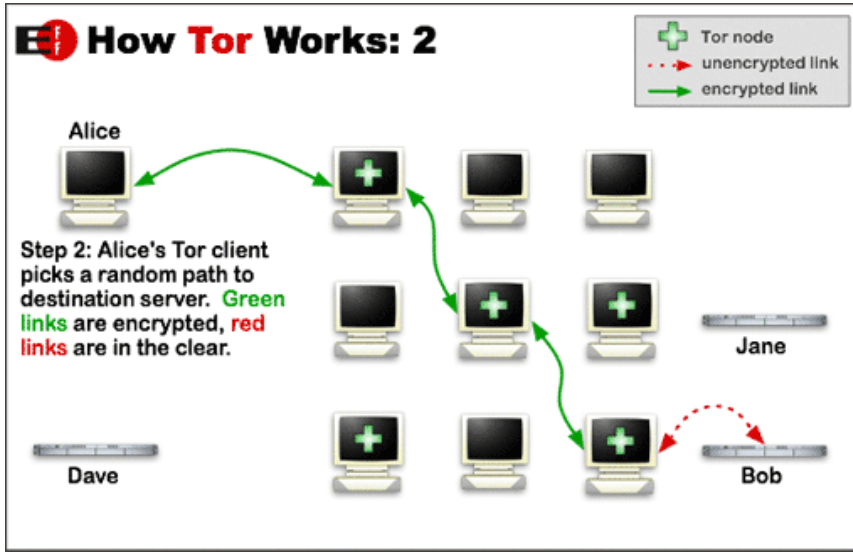 EFF How Tor Works: 2
Tor node
unencrypted link
encrypted link
Alice
Step 2: Alice's Tor client
picks a random path to
destination server. Green
links are encrypted, red
links are in the clear.
Jane
Dave
Bob